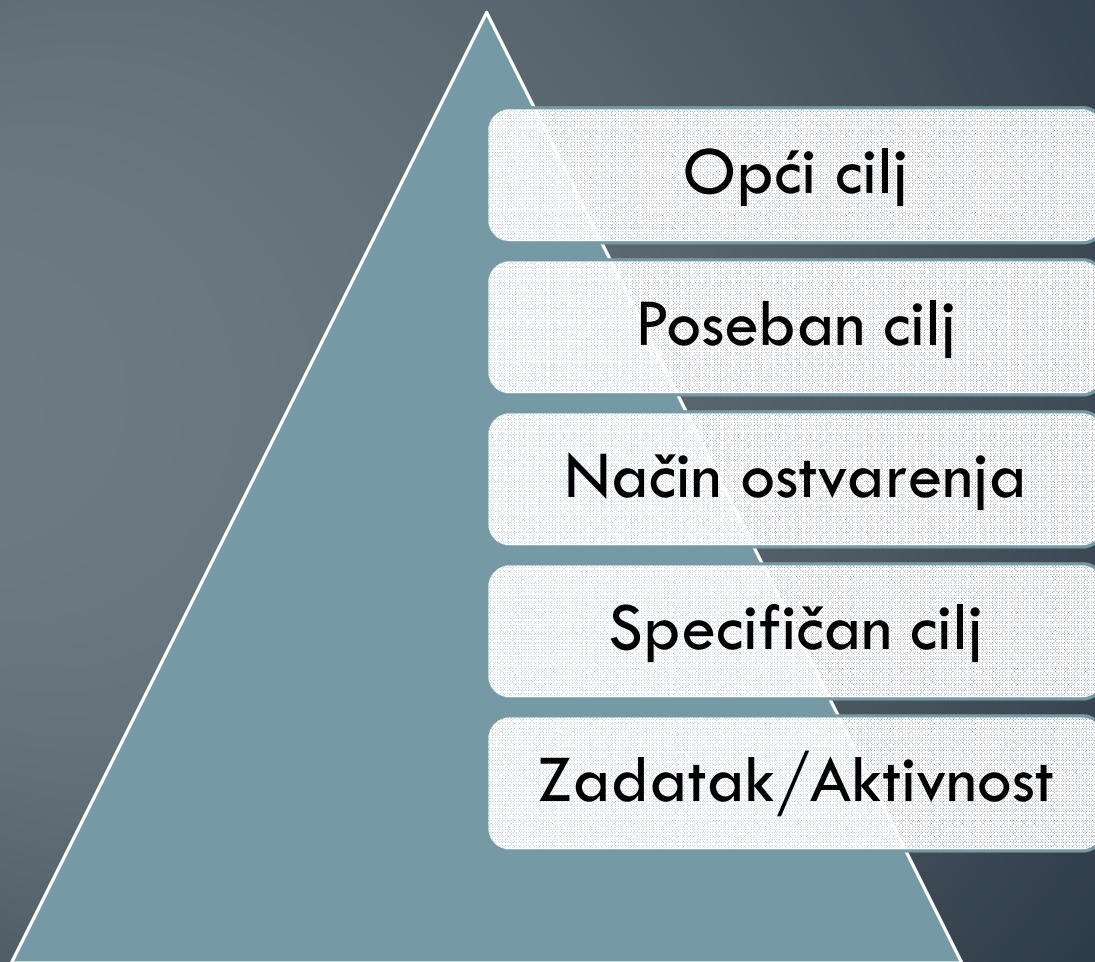 Opći cilj
Poseban cilj
Način ostvarenja
Specifičan cilj
Zadatak/Aktivnost